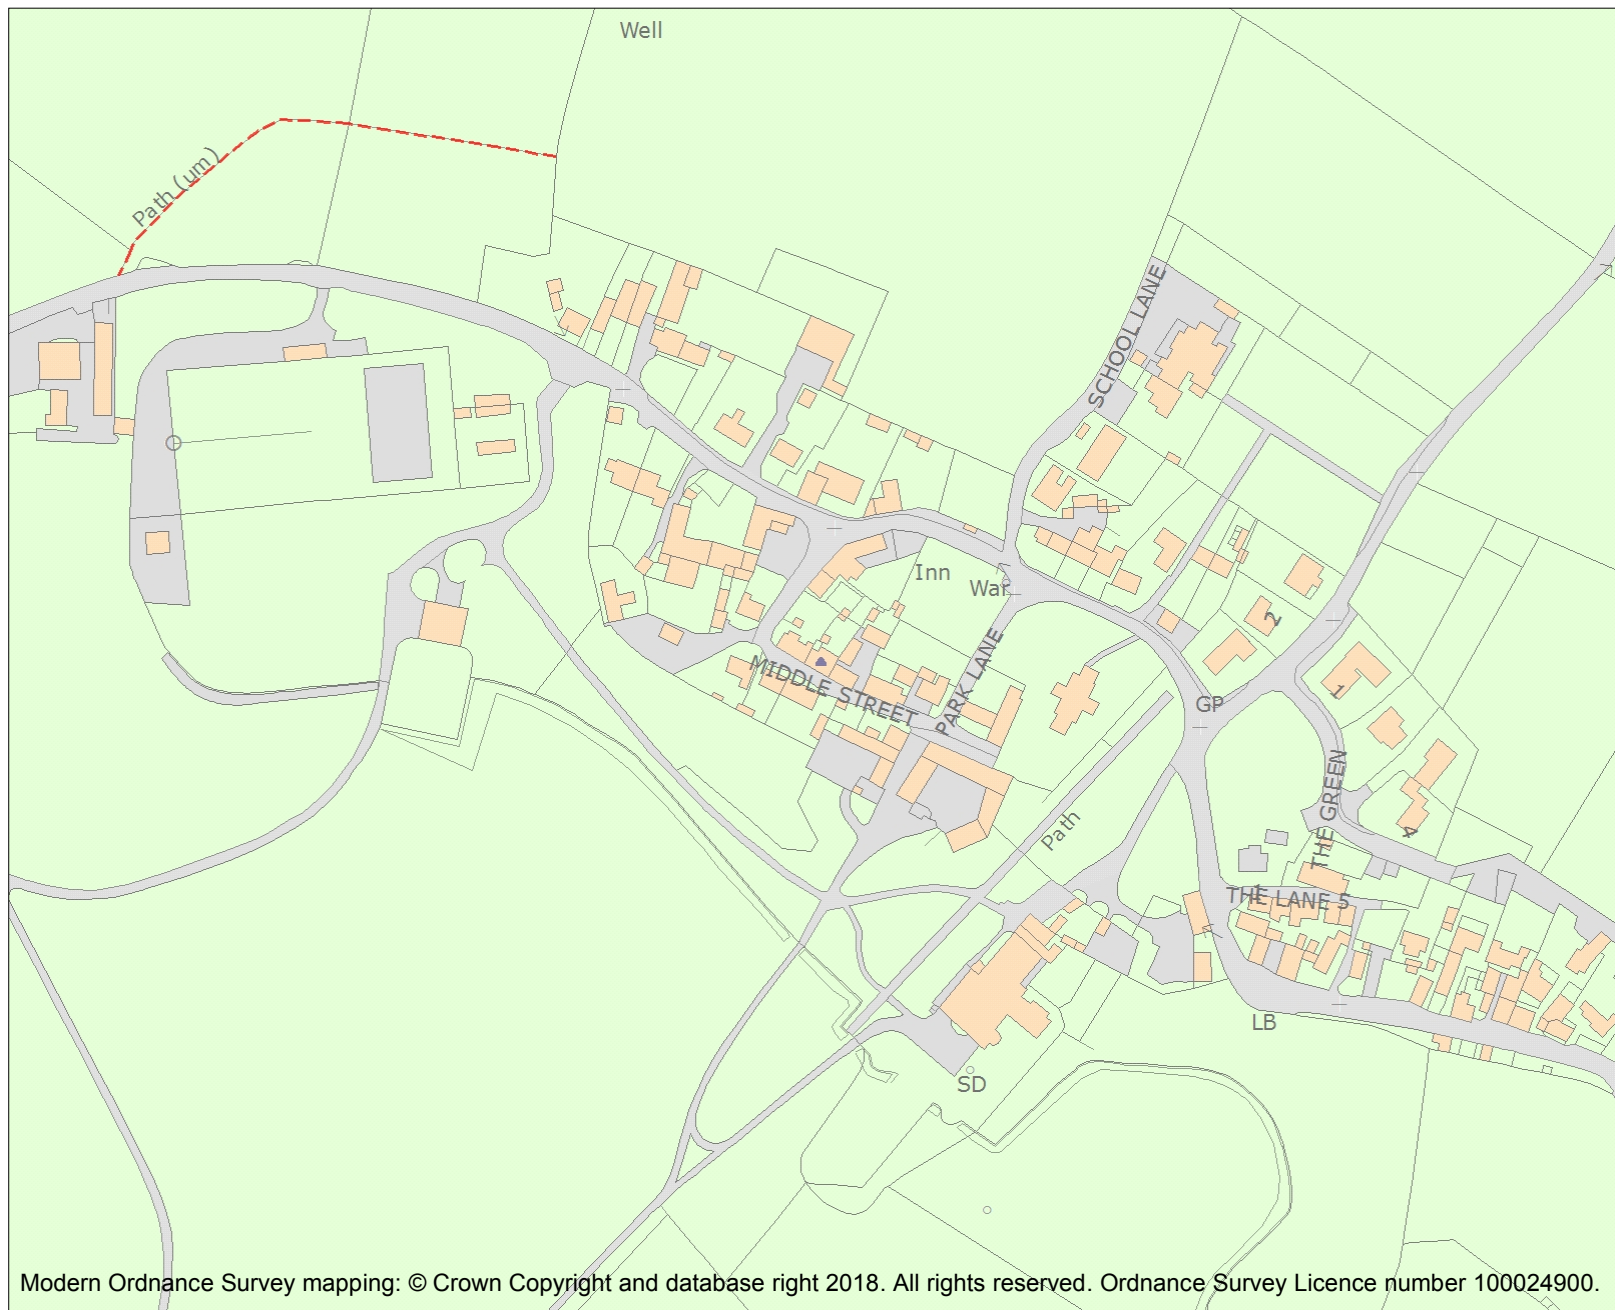 Well
Path (um)
SCHOOL LANE
Inn
War
PARK LANE
MIDDLE STREET
2
1
GP
THE GREEN
4
Path
1
THE LANE 5
LB
SD
Modern Ordnance Survey mapping: © Crown Copyright and database right 2018. All rights reserved. Ordnance Survey Licence number 100024900.